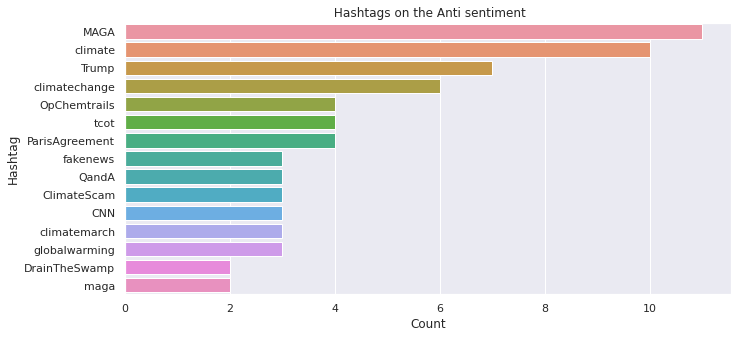 Hashtags on the Anti sentiment
Hashtag
MAGA
climate
Trump
climatechange
OpChemtrails
tcot
ParisAgreement
fakenews
QandA
ClimateScam
CNN
climatemarch
globalwarming
DrainTheSwamp
maga
0 2 4 6 8 10
Count